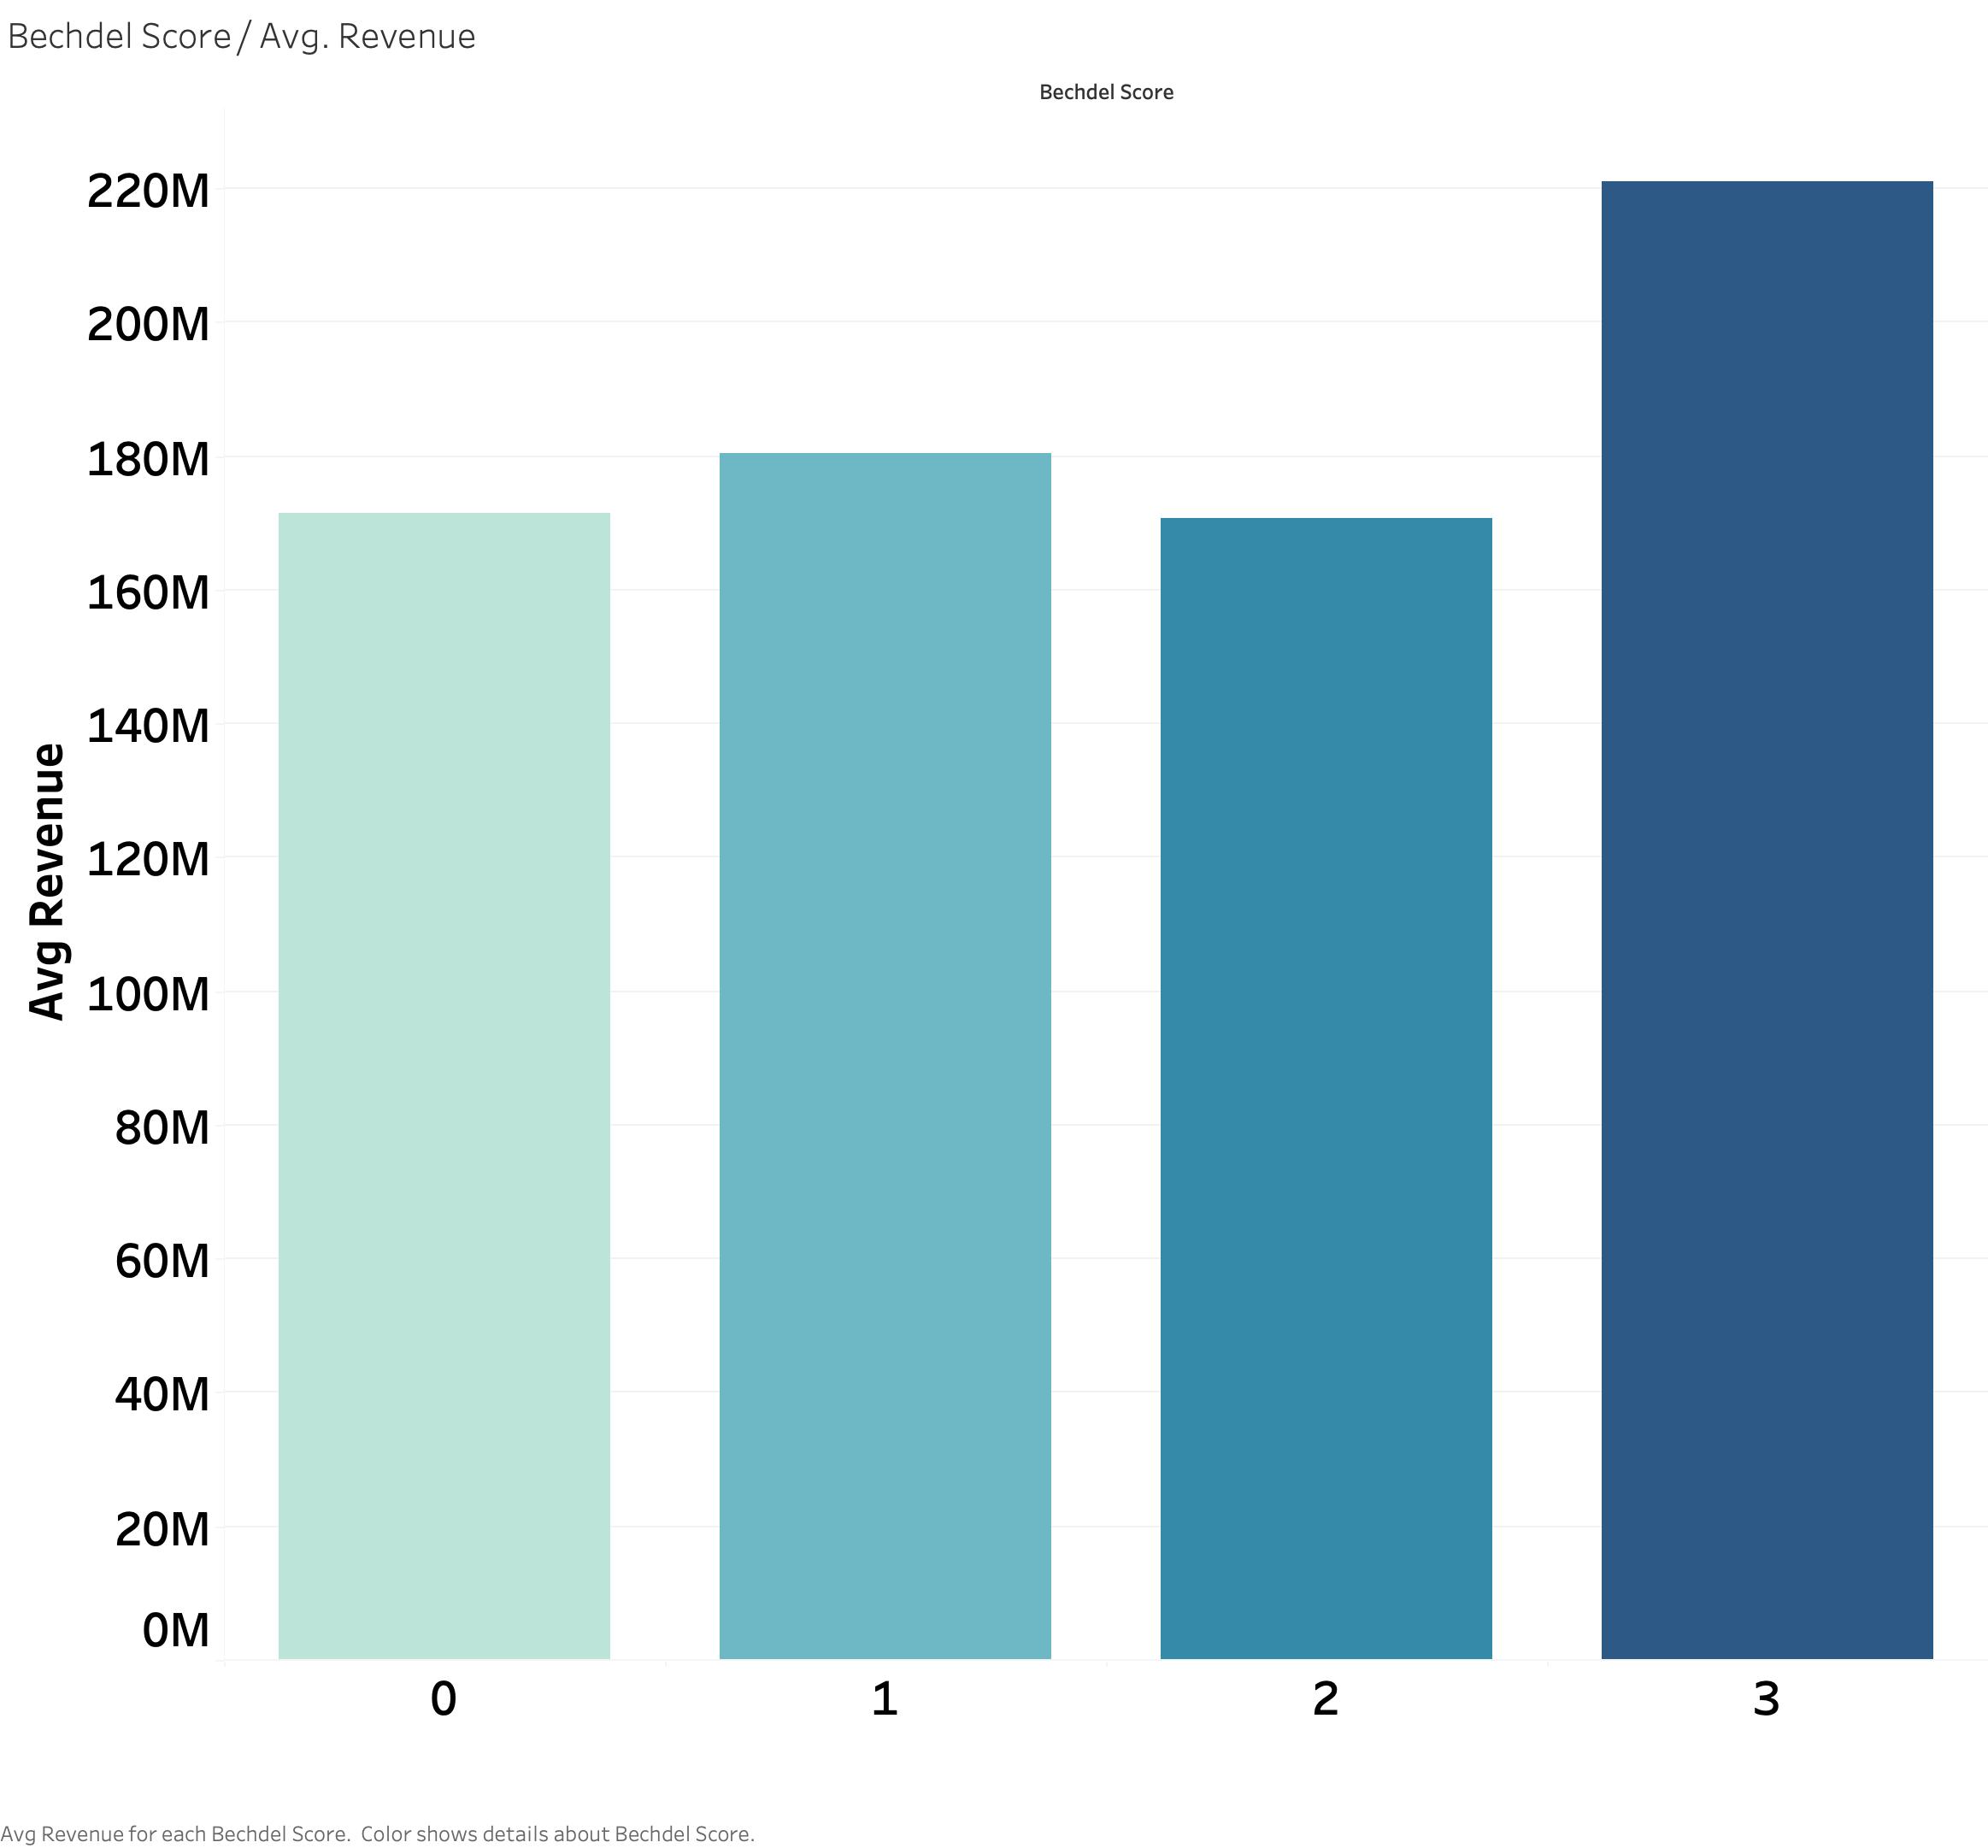 Bechdel Score/ Avg. Revenue
Bechdel Score
220M
200M
180M
160M
140M
120M
100M
80M
60M
40M
20M
0M
Avg Revenue
0 1 2 3
Avg Revenue for each Bechdel Score. Color shows details about Bechdel Score.